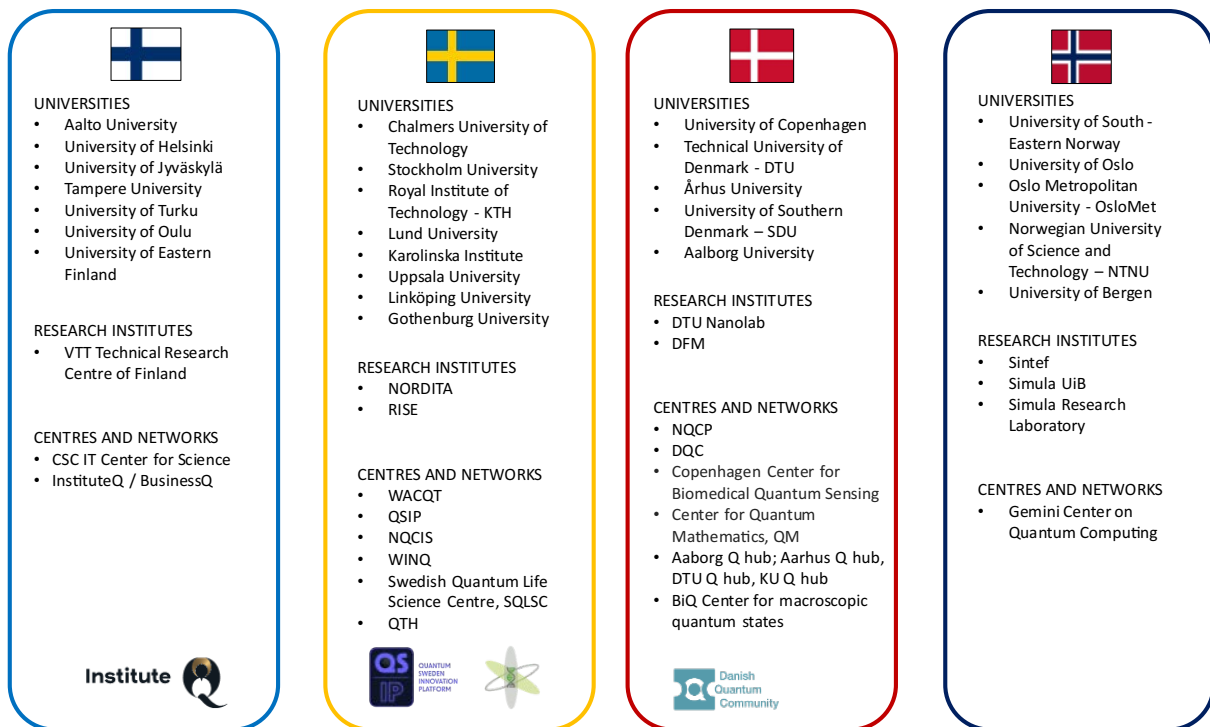 UNIVERSITIES
• Aalto University
• University of Helsinki
• University of Jyväskylä
• Tampere University
• University of Turku
• University of Oulu
• University of Eastern
Finland
RESEARCH INSTITUTES
• VTT Technical Research
Centre of Finland
CENTRES AND NETWORKS
• CSC IT Center for Science
• InstituteQ / BusinessQ
Institute Q
UNIVERSITIES
• Chalmers University of
Technology
• Stockholm University
• Royal Institute of
Technology - KTH
• Lund University
• Karolinska Institute
• Uppsala University
• Linköping University
• Gothenburg University
RESEARCH INSTITUTES
• NORDITA
• RISE
CENTRES AND NETWORKS
• WACQT
• QSIP
• NQCIS
• WINQ
• Swedish Quantum Life
Science Centre, SQLSC
• QTH
QS
IP
QUANTUM
SWEDEN
INNOVATION
PLATFORM
UNIVERSITIES
• University of Copenhagen
• Technical University of
Denmark - DTU
• Århus University
• University of Southern
Denmark – SDU
• Aalborg University
RESEARCH INSTITUTES
• DTU Nanolab
• DFM
CENTRES AND NETWORKS
• NQCP
• DQC
• Copenhagen Center for
Biomedical Quantum Sensing
• Center for Quantum
Mathematics, QM
• Aaborg Q hub; Aarhus Q hub,
DTU Q hub, KU Q hub
• BiQ Center for macroscopic
quantum states
Danish
Quantum
Community
UNIVERSITIES
• University of South -
Eastern Norway
• University of Oslo
• Oslo Metropolitan
University - OsloMet
• Norwegian University
of Science and
Technology – NTNU
• University of Bergen
RESEARCH INSTITUTES
• Sintef
• Simula UiB
• Simula Research
Laboratory
CENTRES AND NETWORKS
• Gemini Center on
Quantum Computing